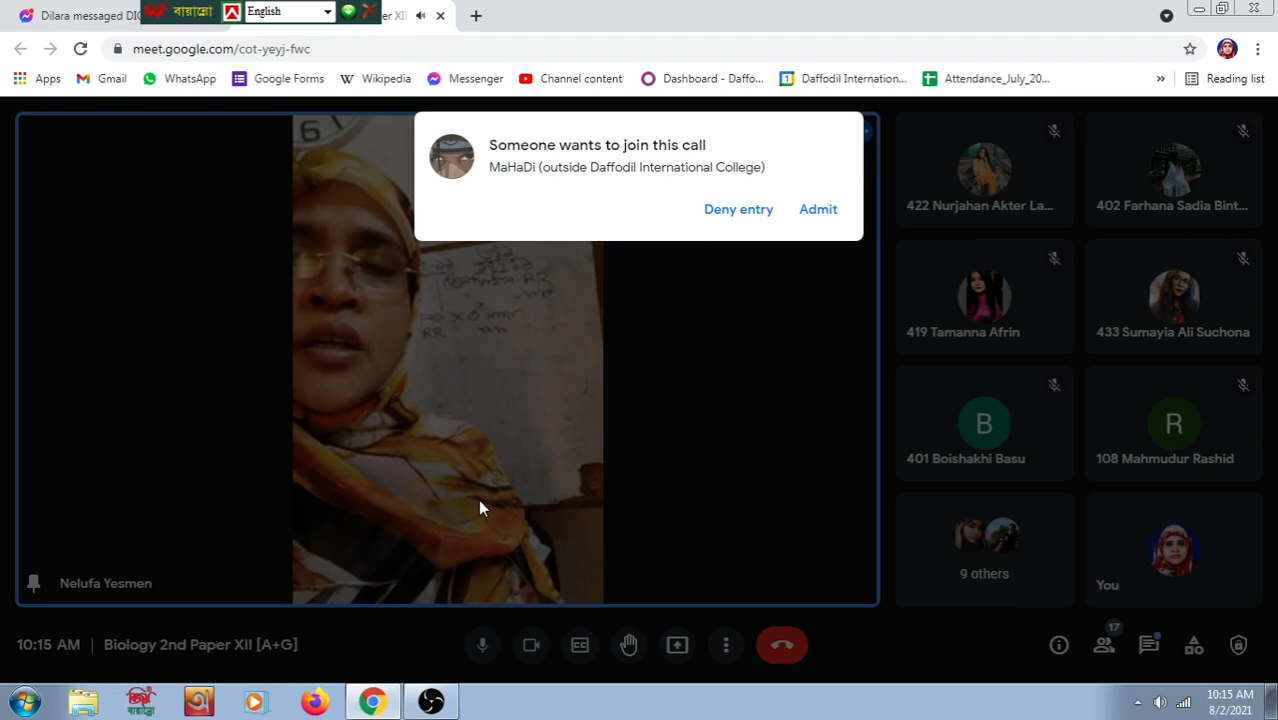 Dilara messaged DI
বায়ান্নো
English
er XII
meet.google.com/cot-yeyj-fwc
Apps
Gmail
WhatsApp
Google Forms
Wikipedia
Messenger
Channel content
Dashboard - Daffo...
Daffodil Internation...
Attendance_July_20...
»
Reading list
Someone wants to join this call
MaHaDi (outside Daffodil International College)
Deny entry
Admit
RR
RR
422 Nurjahan Akter La...
402 Farhana Sadia Bint...
419 Tamanna Afrin
433 Sumayia Ali Suchona
B
R
401 Boishakhi Basu
108 Mahmudur Rashid
9 others
You
Nelufa Yesmen
10:15 AM | Biology 2nd Paper XII [A+G]
17
বায়ান্নো
10:15 AM
8/2/2021